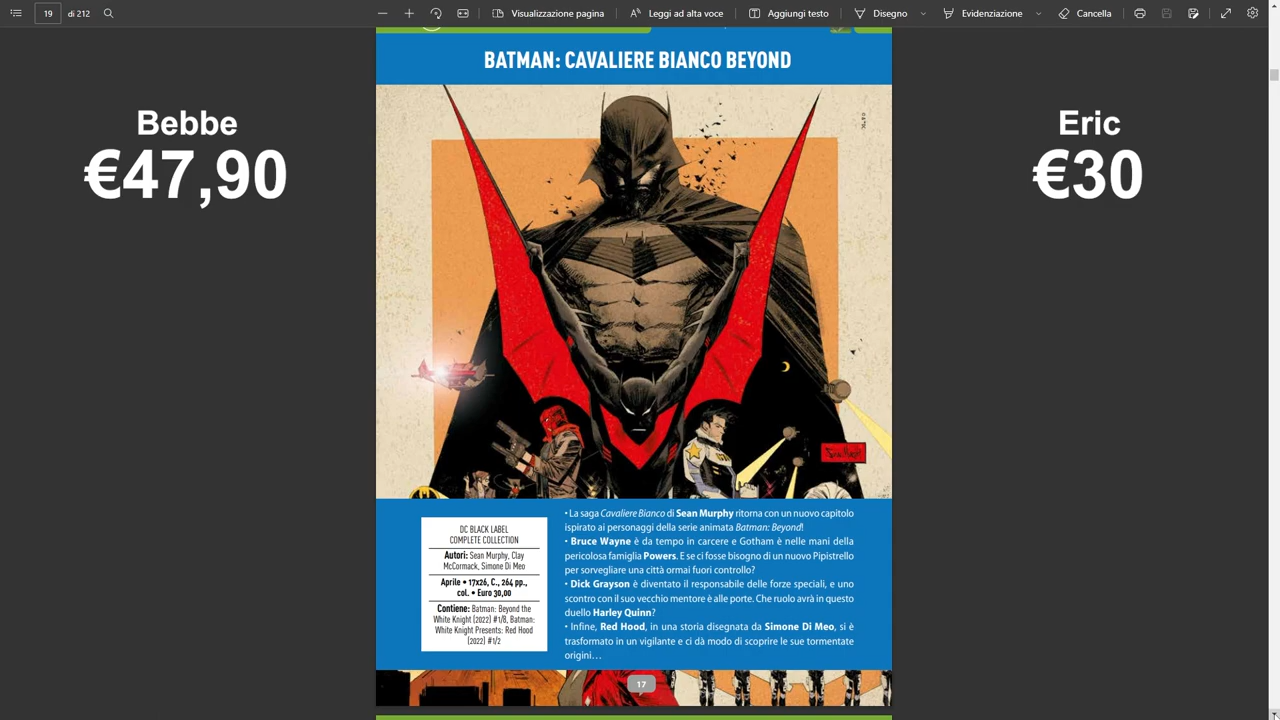 19 di 212 Visualizzazione pagina Leggi ad alta voce Aggiungi testo Disegno Evidenziazione Cancella
BATMAN: CAVALIERE BIANCO BEYOND
Bebbe
€47,90
Eric
€30
DC BLACK LABEL
COMPLETE COLLECTION
Autori: Sean Murphy, Clay
McCormack, Simone Di Meo
Aprile • 17x26, C., 264 pp.,
col. • Euro 30,00
Contiene: Batman: Beyond the
White Knight (2022) #1/8, Batman:
White Knight Presents: Red Hood
(2022) #1/2
• La saga Cavaliere Bianco di Sean Murphy ritorna con un nuovo capitolo
ispirato ai personaggi della serie animata Batman: Beyond!
• Bruce Wayne è da tempo in carcere e Gotham è nelle mani della
pericolosa famiglia Powers. E se ci fosse bisogno di un nuovo Pipistrello
per sorvegliare una città ormai fuori controllo?
• Dick Grayson è diventato il responsabile delle forze speciali, e uno
scontro con il suo vecchio mentore è alle porte. Che ruolo avrà in questo
duello Harley Quinn?
• Infine, Red Hood, in una storia disegnata da Simone Di Meo, si è
trasformato in un vigilante e ci dà modo di scoprire le sue tormentate
origini…
17